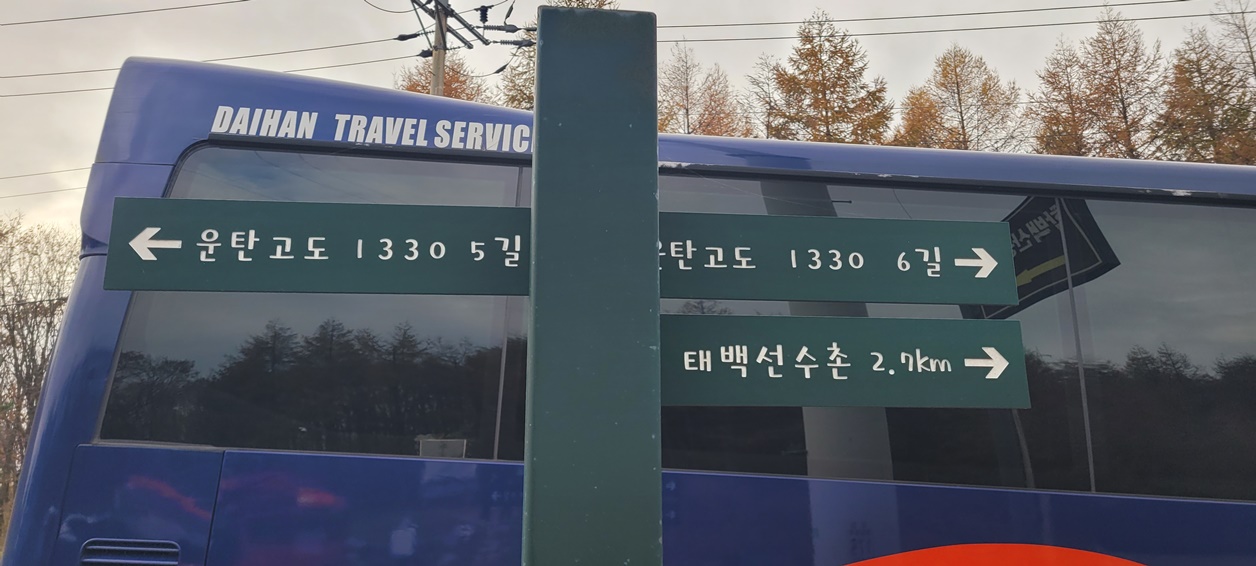 DAIHAN TRAVEL SERVIC
운탄고도 1330 5길
탄고도 1330 6길
태백선수촌 2.7km